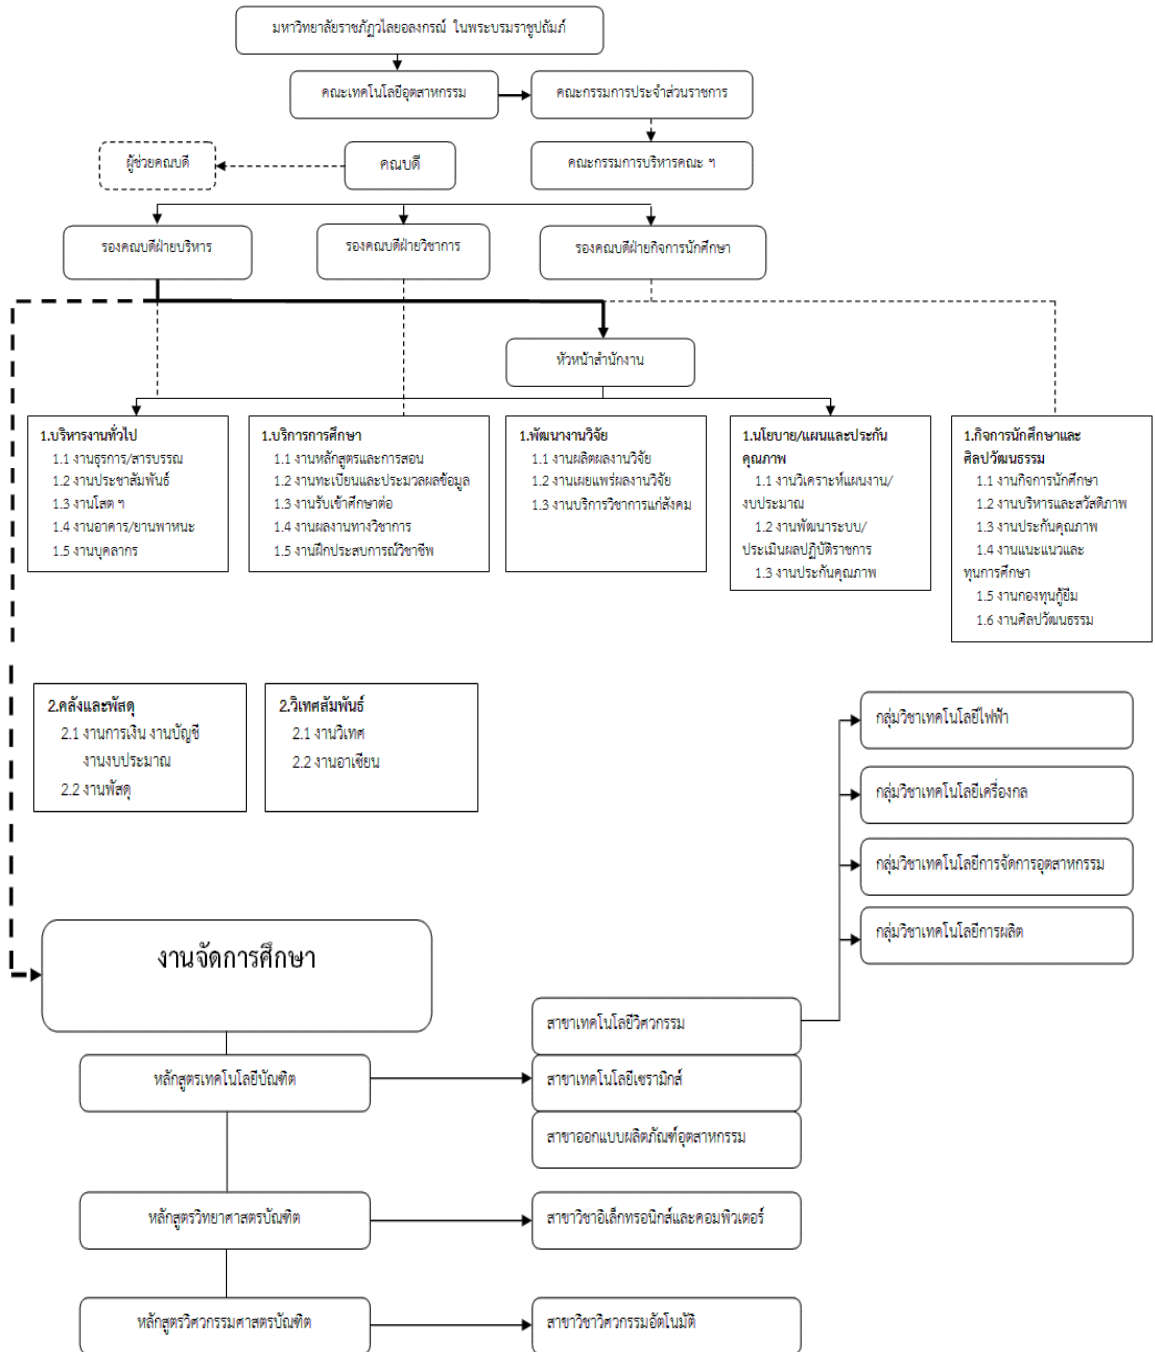 มหาวิทยาลัยราชภัฏวไลยอลงกรณ์ ในพระบรมราชูปถัมภ์
คณะเทคโนโลยีอุตสาหกรรม
คณะกรรมการประจำส่วนราชการ
ผู้ช่วยคณบดี
คณบดี
คณะกรรมการบริหารคณะ ฯ
รองคณบดีฝ่ายบริหาร
รองคณบดีฝ่ายวิชาการ
รองคณบดีฝ่ายกิจการนักศึกษา
หัวหน้าสำนักงาน
1.บริหารงานทั่วไป
1.1 งานธุรการ/สารบรรณ
1.2 งานประชาสัมพันธ์
1.3 งานโสต ฯ
1.4 งานอาคาร/ยานพาหนะ
1.5 งานบุคลากร
1.บริการการศึกษา
1.1 งานหลักสูตรและการสอน
1.2 งานทะเบียนและประมวลผลข้อมูล
1.3 งานรับเข้าศึกษาต่อ
1.4 งานผลงานทางวิชาการ
1.5 งานฝึกประสบการณ์วิชาชีพ
1.พัฒนางานวิจัย
1.1 งานผลิตผลงานวิจัย
1.2 งานเผยแพร่ผลงานวิจัย
1.3 งานบริการวิชาการแก่สังคม
1.นโยบาย/แผนและประกัน
คุณภาพ
1.1 งานวิเคราะห์แผนงาน/
งบประมาณ
1.2 งานพัฒนาระบบ/
ประเมินผลปฏิบัติราชการ
1.3 งานประกันคุณภาพ
1.กิจการนักศึกษาและ
ศิลปวัฒนธรรม
1.1 งานกิจการนักศึกษา
1.2 งานบริหารและสวัสดิภาพ
1.3 งานประกันคุณภาพ
1.4 งานแนะแนวและ
ทุนการศึกษา
1.5 งานกองทุนกู้ยืม
1.6 งานศิลปวัฒนธรรม
2.คลังและพัสดุ
2.1 งานการเงิน งานบัญชี
งานงบประมาณ
2.2 งานพัสดุ
2.วิเทศสัมพันธ์
2.1 งานวิเทศ
2.2 งานอาเซียน
กลุ่มวิชาเทคโนโลยีไฟฟ้า
กลุ่มวิชาเทคโนโลยีเครื่องกล
กลุ่มวิชาเทคโนโลยีการจัดการอุตสาหกรรม
กลุ่มวิชาเทคโนโลยีการผลิต
งานจัดการศึกษา
สาขาเทคโนโลยีวิศวกรรม
หลักสูตรเทคโนโลยีบัณฑิต
สาขาเทคโนโลยีเซรามิกส์
สาขาออกแบบผลิตภัณฑ์อุตสาหกรรม
หลักสูตรวิทยาศาสตรบัณฑิต
สาขาวิชาอิเล็กทรอนิกส์และคอมพิวเตอร์
หลักสูตรวิศวกรรมศาสตรบัณฑิต
สาขาวิชาวิศวกรรมอัตโนมัติ